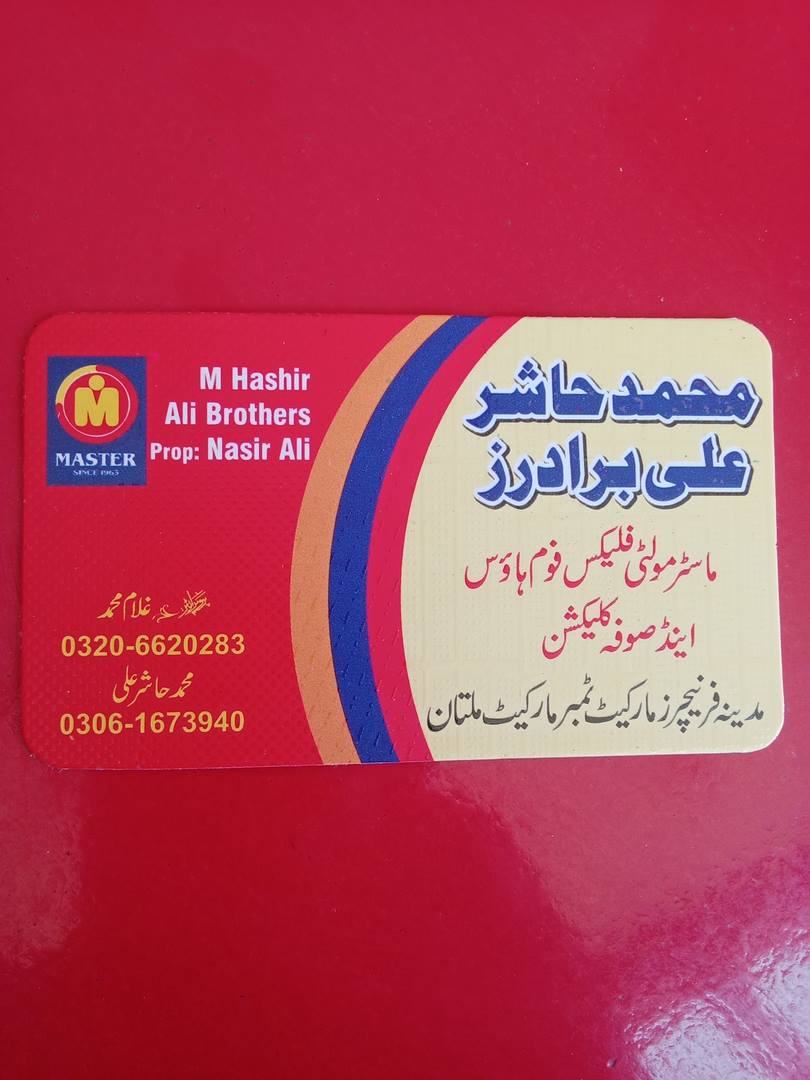 M
MASTER
SINCE 1963
M Hashir
Ali Brothers
Prop: Nasir Ali
غلام محمد
0320-6620283
محمد حاشر علی
0306-1673940
محمد حاشر
علی برادرز
ماسٹر مولٹی فلیکس فوم ہاؤس
اینڈ صوفہ کلیکشن
مدینہ فرنیچرز مارکیٹ ٹمبر مارکیٹ ملتان